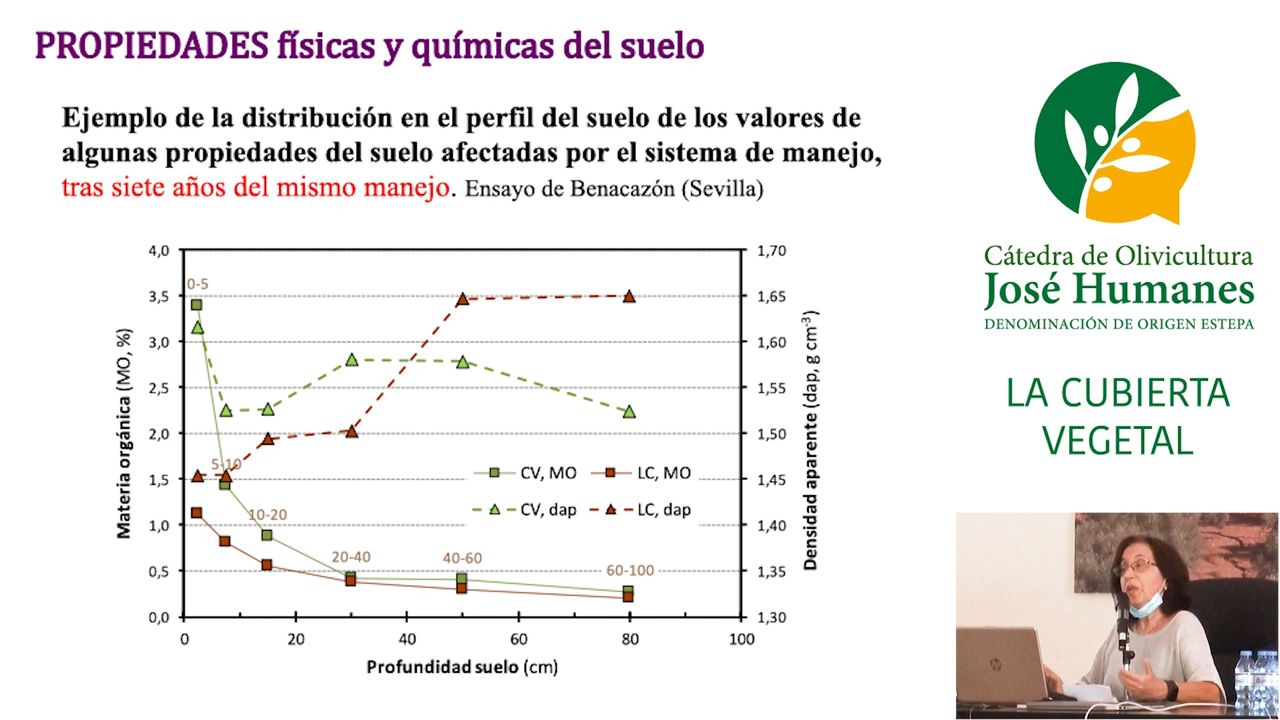 PROPIEDADES físicas y químicas del suelo
Ejemplo de la distribución en el perfil del suelo de los valores de
algunas propiedades del suelo afectadas por el sistema de manejo,
tras siete años del mismo manejo. Ensayo de Benacazón (Sevilla)
Materia orgánica (MO, %)
4,0
3,5
3,0
2,5
2,0
1,5
1,0
0,5
0,0
0-5
5-10
10-20
20-40
40-60
60-100
CV, MO
LC, MO
CV, dap
LC, dap
1,70
1,65
1,60
1,55
1,50
1,45
1,40
1,35
1,30
Densidad aparente (dap, g cm-3)
0 20 40 60 80 100
Profundidad suelo (cm)
Cátedra de Olivicultura
José Humanes
DENOMINACIÓN DE ORIGEN ESTEPA
LA CUBIERTA
VEGETAL
hp